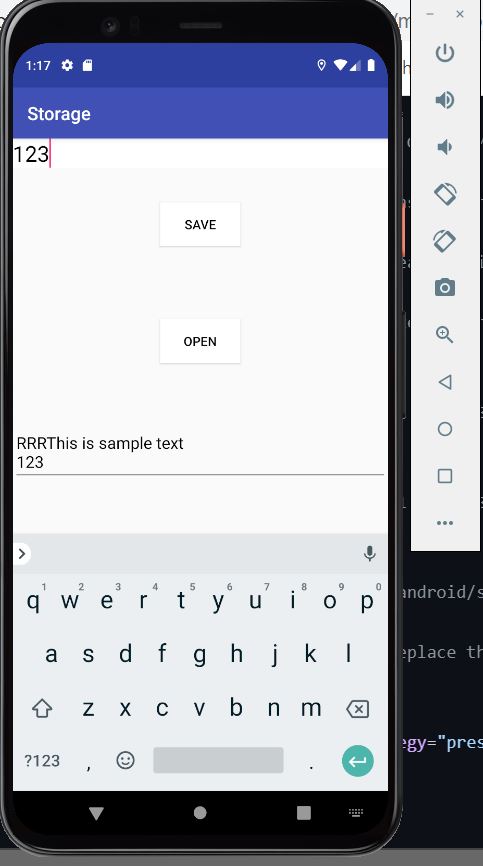 1:17
Storage
123
SAVE
OPEN
RRRThis is sample text
123
q1 w2 e3 r4 t5 y6 u7 i8 o9 p0
a s d f g h j k l
z x c v b n m
?123 , .
android/s
eplace th
egy="pres